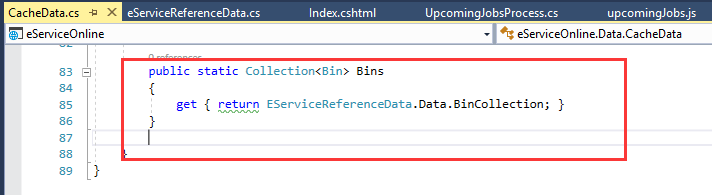 CacheData.cs eServiceReferenceData.cs Index.cshtml UpcomingJobsProcess.cs upcomingJobs.js
eServiceOnline eServiceOnline.Data.CacheData
82
0 references
83 public static Collection<Bin> Bins
84 {
85 get { return EServiceReferenceData.Data.BinCollection; }
86 }
87
88 }
89 }